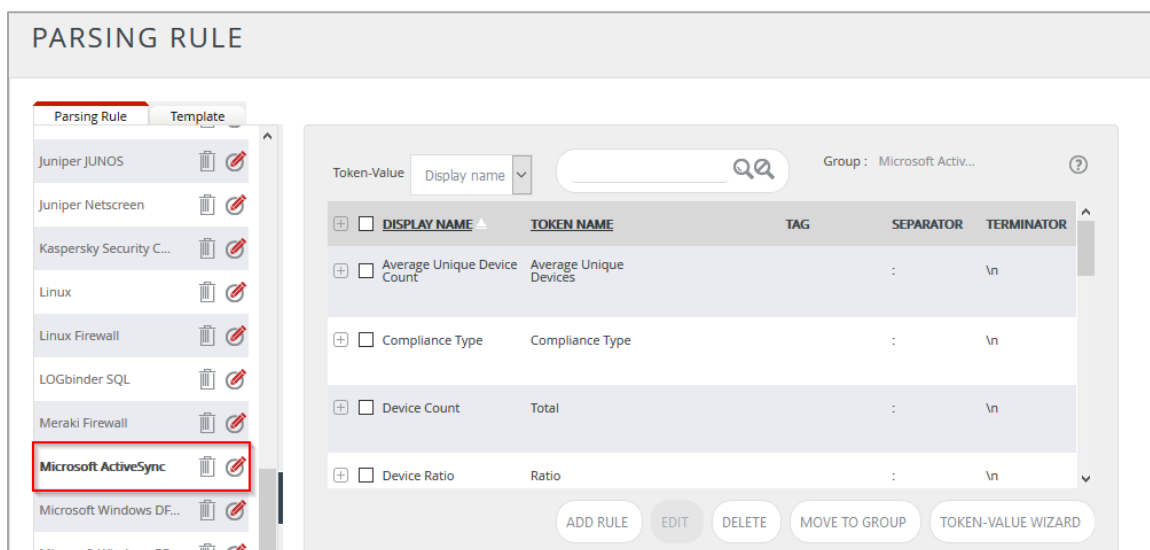 PARSING RULE
Parsing Rule Template
Juniper JUNOS
Juniper Netscreen
Kaspersky Security C...
Linux
Linux Firewall
LOGbinder SQL
Meraki Firewall
Microsoft ActiveSync
Microsoft Windows DF...
Token-Value Display name Group : Microsoft Activ... ?
DISPLAY NAME TOKEN NAME TAG SEPARATOR TERMINATOR
Average Unique Device Count Average Unique Devices : \n
Compliance Type Compliance Type : \n
Device Count Total : \n
Device Ratio Ratio : \n
ADD RULE EDIT DELETE MOVE TO GROUP TOKEN-VALUE WIZARD